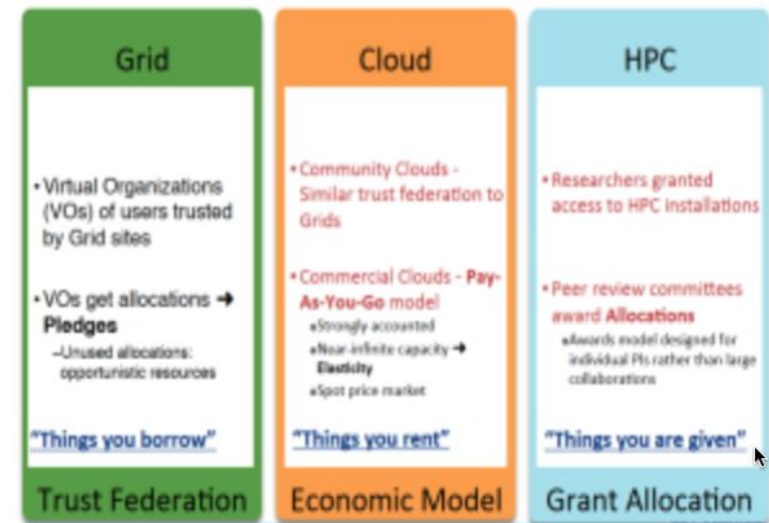 Grid
• Virtual Organizations
(VOs) of users trusted
by Grid sites
• VOs get allocations ➔
Pledges
–Unused allocations:
opportunistic resources
“Things you borrow”
Trust Federation
Cloud
• Community Clouds -
Similar trust federation to
Grids
• Commercial Clouds - Pay-
As-You-Go model
•Strongly accounted
•Near-infinite capacity ➔
Elasticity
•Spot price market
“Things you rent”
Economic Model
HPC
• Researchers granted
access to HPC installations
• Peer review committees
award Allocations
•Awards model designed for
individual PIs rather than large
collaborations
“Things you are given”
Grant Allocation